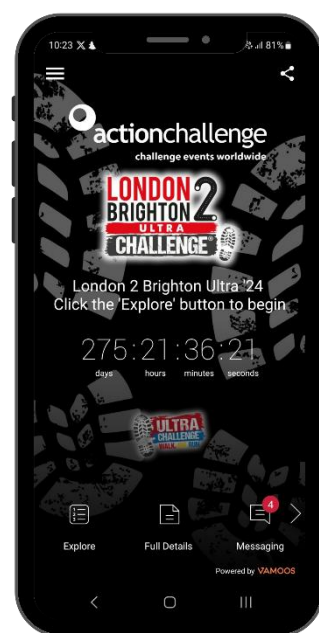 10:23
81%
actionchallenge
challenge events worldwide
LONDON
BRIGHTON 2
ULTRA
CHALLENGE
London 2 Brighton Ultra '24
Click the 'Explore' button to begin
275:21:36:21
days hours minutes seconds
ULTRA
CHALLENGE
4
Explore Full Details Messaging
Powered by VAMOOS